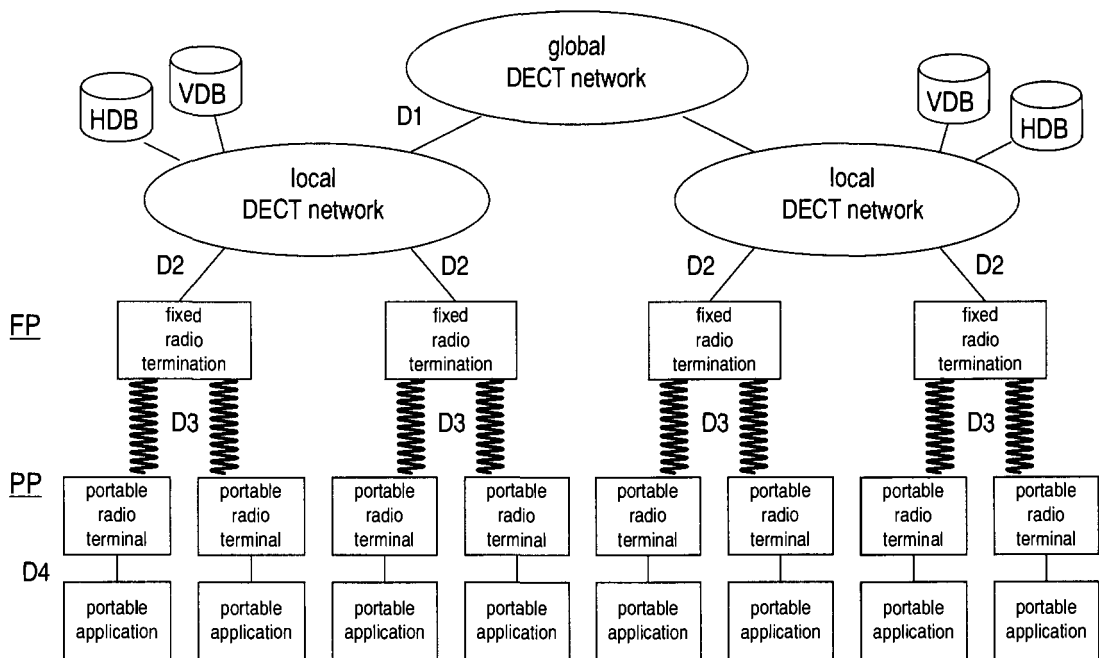 global
DECT network
VDB
HDB
D1
VDB
HDB
local
DECT network
local
DECT network
D2
D2
D2
D2
FP
fixed
radio
termination
fixed
radio
termination
fixed
radio
termination
fixed
radio
termination
D3
D3
D3
D3
PP
portable
radio
terminal
portable
radio
terminal
portable
radio
terminal
portable
radio
terminal
portable
radio
terminal
portable
radio
terminal
portable
radio
terminal
portable
radio
terminal
D4
portable
application
portable
application
portable
application
portable
application
portable
application
portable
application
portable
application
portable
application